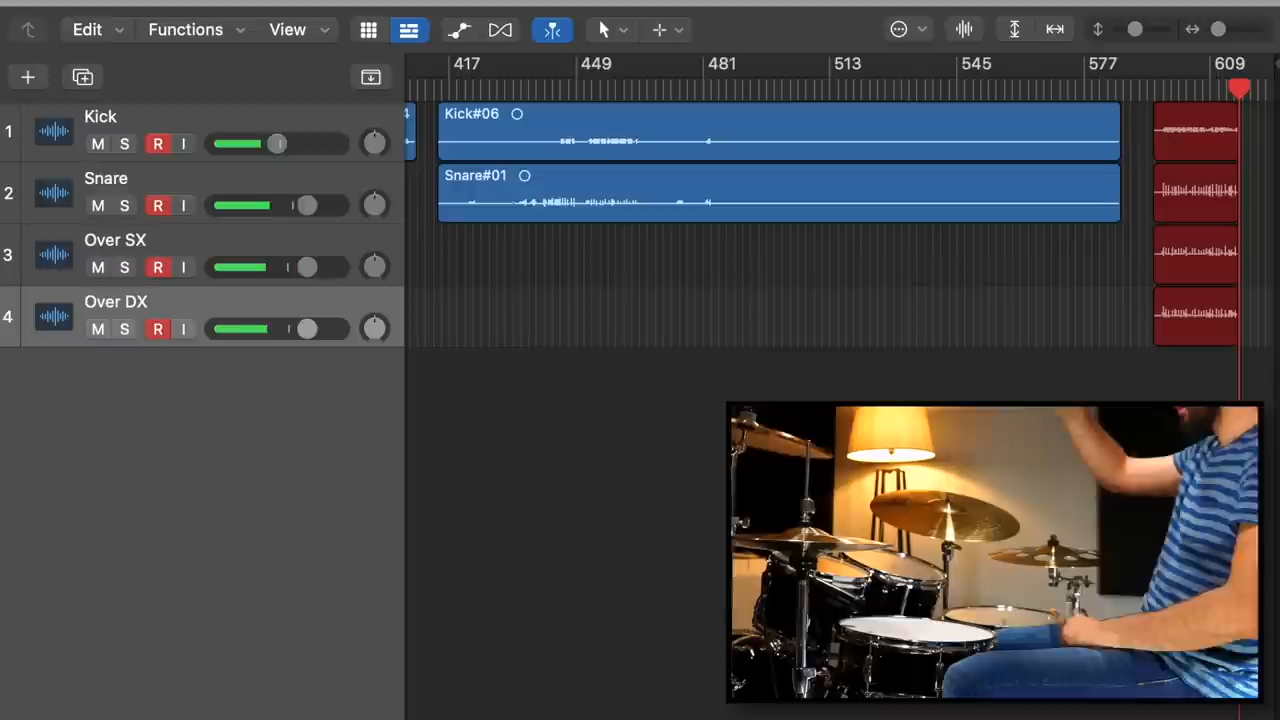 Edit Functions View
417 449 481 513 545 577 609
1 Kick
M S R I
2 Snare
M S R I
3 Over SX
M S R I
4 Over DX
M S R I
4
Kick#06
Snare#01